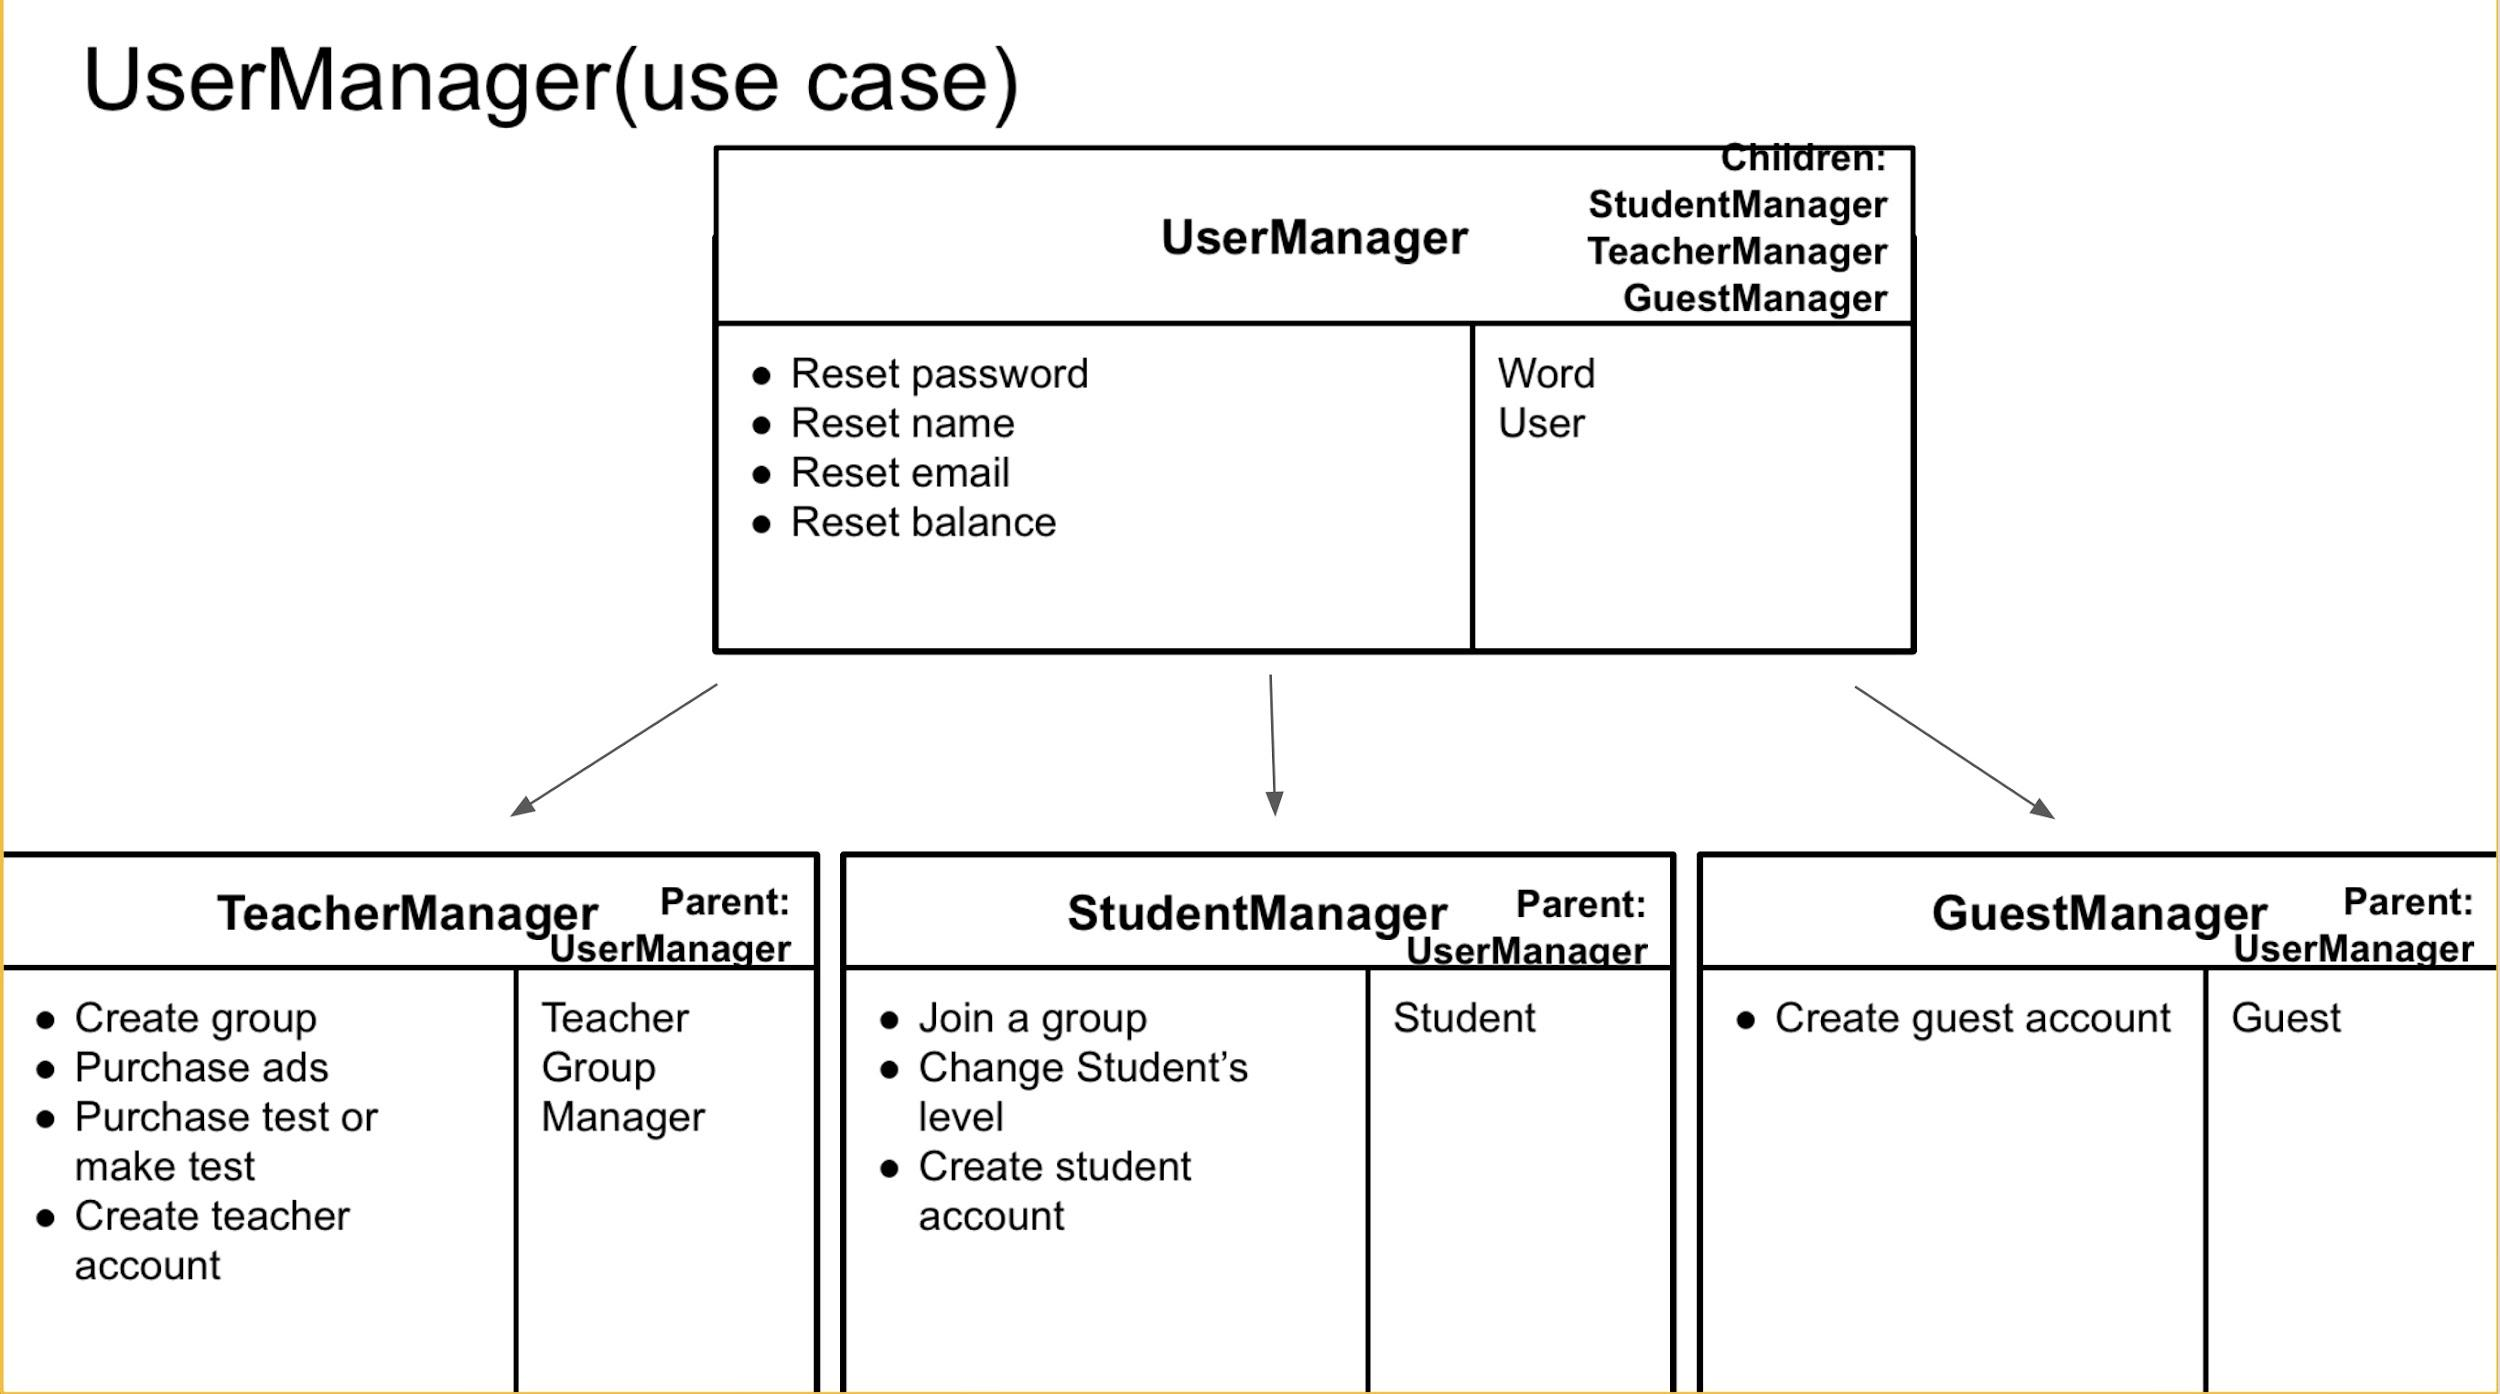 UserManager(use case)
UserManager
Children:
StudentManager
TeacherManager
GuestManager
● Reset password
● Reset name
● Reset email
● Reset balance
Word
User
TeacherManager
Parent:
UserManager
● Create group
● Purchase ads
● Purchase test or
make test
● Create teacher
account
Teacher
Group
Manager
StudentManager
Parent:
UserManager
● Join a group
● Change Student’s
level
● Create student
account
Student
GuestManager
Parent:
UserManager
● Create guest account
Guest